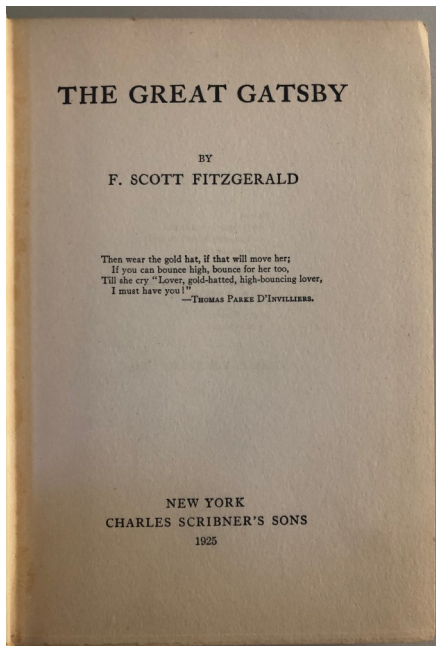 THE GREAT GATSBY
BY
F. SCOTT FITZGERALD
Then wear the gold hat, if that will move her;
If you can bounce high, bounce for her too,
Till she cry "Lover, gold-hatted, high-bouncing lover,
I must have you!"
—THOMAS PARKE D'INVILLIERS.
NEW YORK
CHARLES SCRIBNER'S SONS
1925